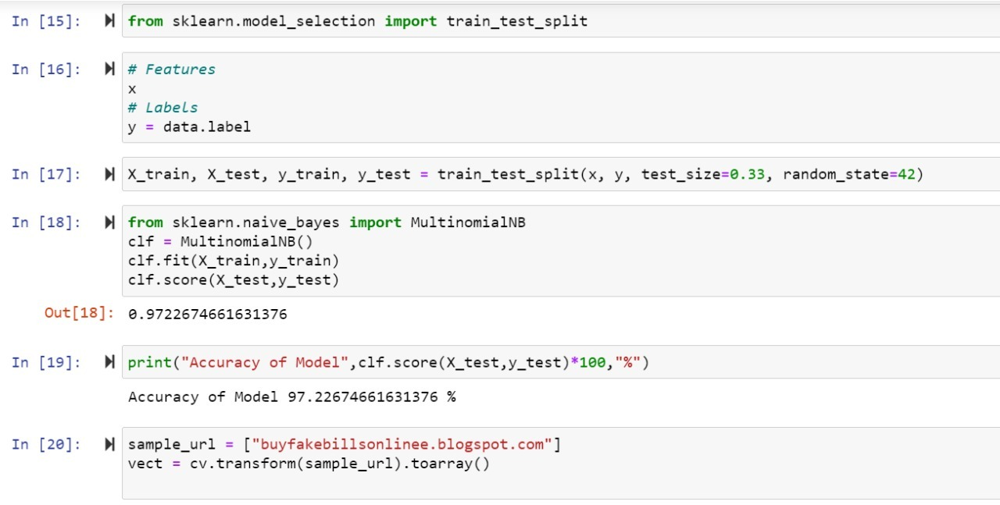 In [15]: from sklearn.model_selection import train_test_split
In [16]: # Features
x
# Labels
y = data.label
In [17]: X_train, X_test, y_train, y_test = train_test_split(x, y, test_size=0.33, random_state=42)
In [18]: from sklearn.naive_bayes import MultinomialNB
clf = MultinomialNB()
clf.fit(X_train,y_train)
clf.score(X_test,y_test)
Out[18]: 0.9722674661631376
In [19]: print("Accuracy of Model",clf.score(X_test,y_test)*100,"%")
Accuracy of Model 97.22674661631376 %
In [20]: sample_url = ["buyfakebillsonlinee.blogspot.com"]
vect = cv.transform(sample_url).toarray()